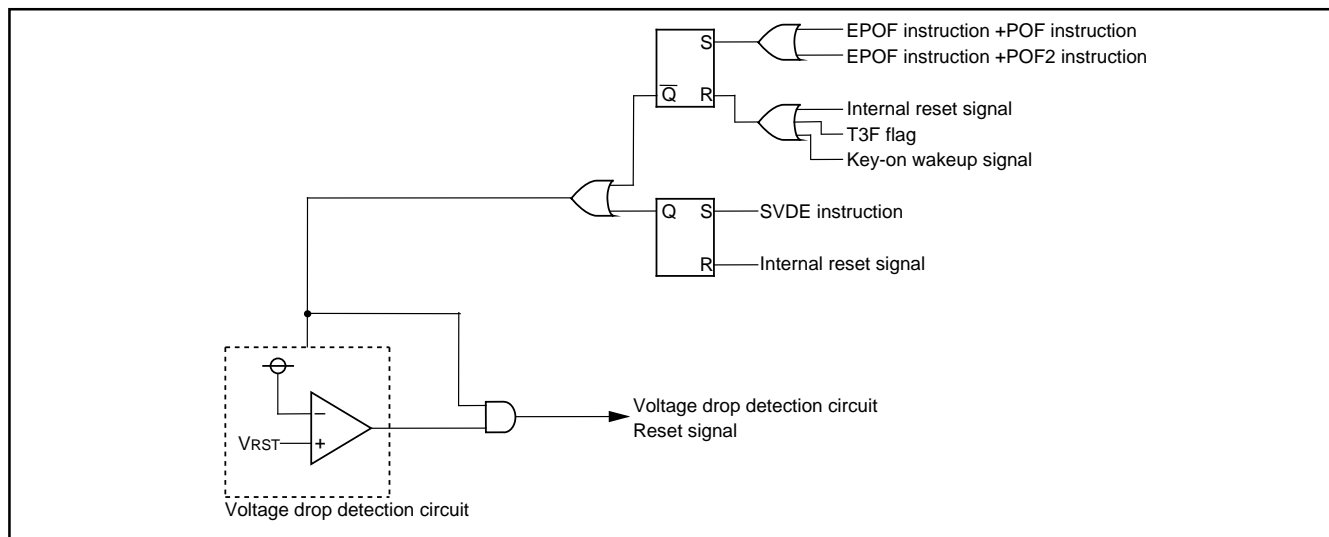 EPOF instruction +POF instruction
S
EPOF instruction +POF2 instruction
Q R
Internal reset signal
T3F flag
Key-on wakeup signal
Q S
SVDE instruction
R
Internal reset signal
−
Voltage drop detection circuit
Reset signal
VRST
+
Voltage drop detection circuit